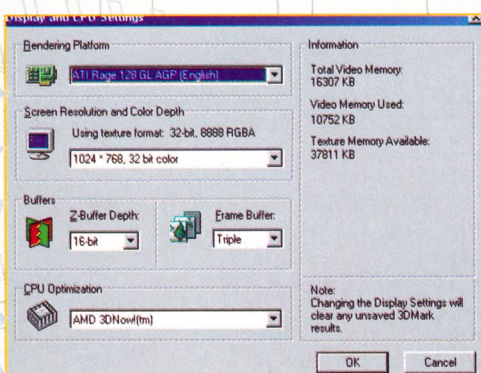 Display and CPU Settings
Rendering Platform
ATI Rage 128 GL AGP (English)
Screen Resolution and Color Depth
Using texture format: 32-bit, 8888 RGBA
1024 * 768, 32 bit color
Buffers
Z-Buffer Depth:
16-bit
Frame Buffer:
Triple
CPU Optimization
AMD 3DNow!(tm)
Information
Total Video Memory:
16307 KB
Video Memory Used:
10752 KB
Texture Memory Available:
37811 KB
Note:
Changing the Display Settings will
clear any unsaved 3DMark
results.
OK
Cancel